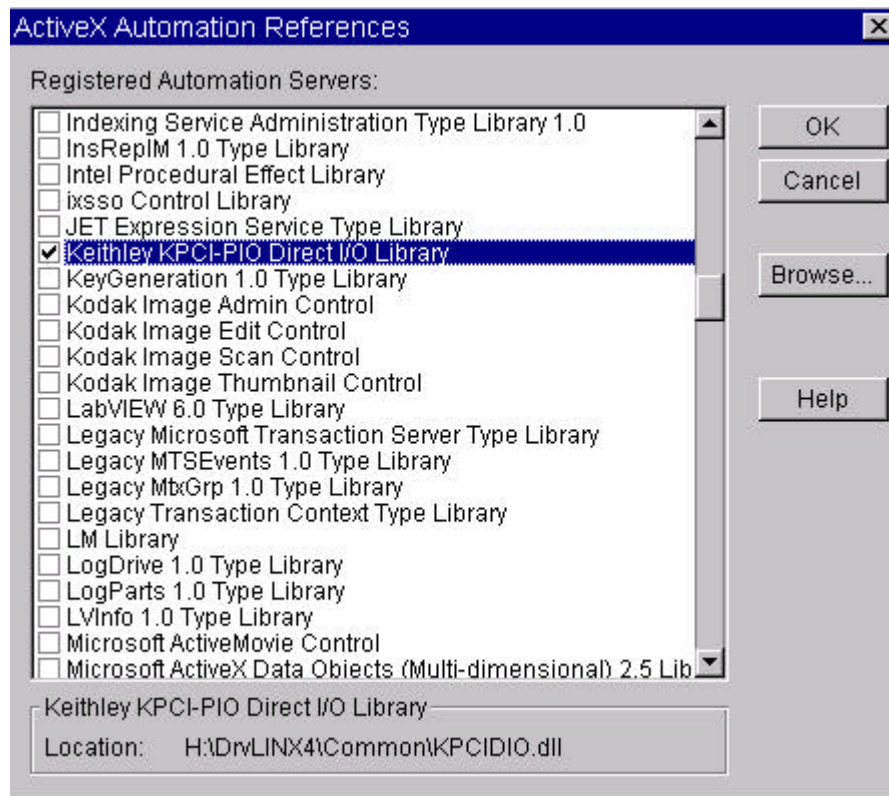 ActiveX Automation References
Registered Automation Servers:
Indexing Service Administration Type Library 1.0
InsRepIM 1.0 Type Library
Intel Procedural Effect Library
ixsso Control Library
JET Expression Service Type Library
Keithley KPCI-PIO Direct I/O Library
KeyGeneration 1.0 Type Library
Kodak Image Admin Control
Kodak Image Edit Control
Kodak Image Scan Control
Kodak Image Thumbnail Control
LabVIEW 6.0 Type Library
Legacy Microsoft Transaction Server Type Library
Legacy MTSEvents 1.0 Type Library
Legacy MtxGrp 1.0 Type Library
Legacy Transaction Context Type Library
LM Library
LogDrive 1.0 Type Library
LogParts 1.0 Type Library
LVInfo 1.0 Type Library
Microsoft ActiveMovie Control
Microsoft ActiveX Data Objects (Multi-dimensional) 2.5 Lib
OK
Cancel
Browse...
Help
Keithley KPCI-PIO Direct I/O Library
Location: H:\DrvLINX4\Common\KPCIDIO.dll